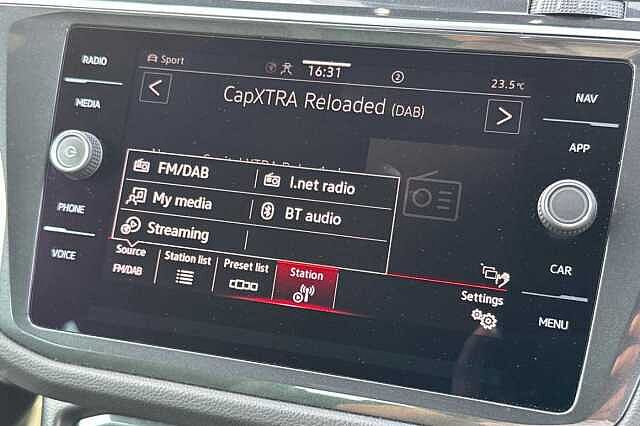 RADIO
MEDIA
PHONE
VOICE
Sport
16:31
2
23.5°C
CapXTRA Reloaded (DAB)
FM/DAB
I.net radio
My media
BT audio
Streaming
Source
FM/DAB
Station list
Preset list
Station
Settings
NAV
APP
CAR
MENU